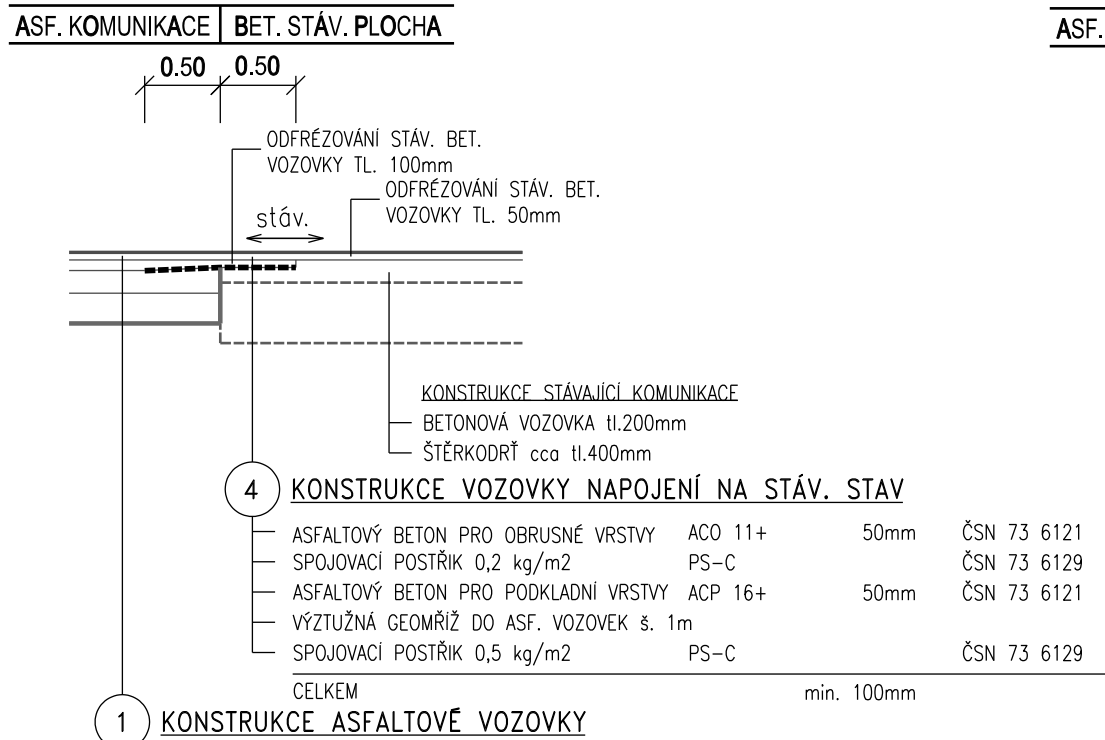 ASF. KOMUNIKACE BET. STÁV. PLOCHA
ASF.
0.50 0.50
ODFRÉZOVÁNÍ STÁV. BET.
VOZOVKY TL. 100mm
ODFRÉZOVÁNÍ STÁV. BET.
VOZOVKY TL. 50mm
stáv.
KONSTRUKCE STÁVAJÍCÍ KOMUNIKACE
BETONOVÁ VOZOVKA tl.200mm
ŠTĚRKODRŤ cca tl.400mm
4 KONSTRUKCE VOZOVKY NAPOJENÍ NA STÁV. STAV
ASFALTOVÝ BETON PRO OBRUSNÉ VRSTVY ACO 11+ 50mm ČSN 73 6121
SPOJOVACÍ POSTŘIK 0,2 kg/m2 PS-C ČSN 73 6129
ASFALTOVÝ BETON PRO PODKLADNÍ VRSTVY ACP 16+ 50mm ČSN 73 6121
VÝZTUŽNÁ GEOMŘÍŽ DO ASF. VOZOVEK š. 1m
SPOJOVACÍ POSTŘIK 0,5 kg/m2 PS-C ČSN 73 6129
CELKEM min. 100mm
1 KONSTRUKCE ASFALTOVÉ VOZOVKY